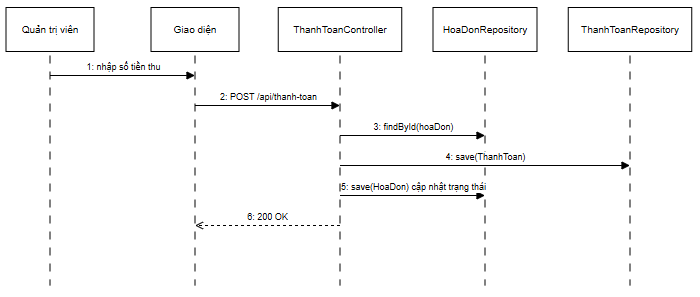 Quản trị viên
Giao diện
ThanhToanController
HoaDonRepository
ThanhToanRepository
1: nhập số tiền thu
2: POST /api/thanh-toan
3: findById(hoaDon)
4: save(ThanhToan)
5: save(HoaDon) cập nhật trạng thái
6: 200 OK